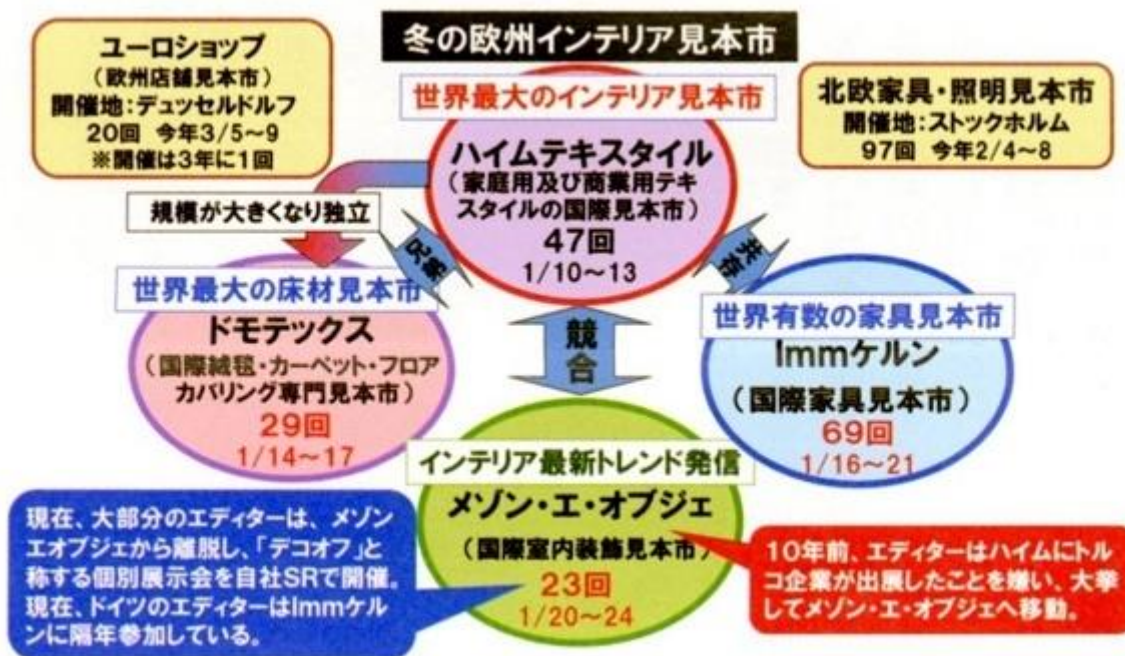 冬の欧州インテリア見本市
ユーロショップ
(欧州店舗見本市)
開催地:デュッセルドルフ
20回 今年3/5~9
※開催は3年に1回
世界最大のインテリア見本市
ハイムテキスタイル
(家庭用及び商業用テキ
スタイルの国際見本市)
47回
1/10~13
北欧家具・照明見本市
開催地:ストックホルム
97回 今年2/4~8
規模が大きくなり独立
共存
競合
世界最大の床材見本市
ドモテックス
(国際絨毯・カーペット・フロア
カバリング専門見本市)
29回
1/14~17
世界有数の家具見本市
Immケルン
(国際家具見本市)
69回
1/16~21
インテリア最新トレンド発信
メゾン・エ・オブジェ
(国際室内装飾見本市)
23回
1/20~24
現在、大部分のエディターは、メゾン
エオブジェから離脱し、「デコオフ」と
称する個別展示会を自社SRで開催。
現在、ドイツのエディターはImmケル
ンに隔年参加している。
10年前、エディターはハイムにトル
コ企業が出展したことを嫌い、大挙
してメゾン・エ・オブジェへ移動。